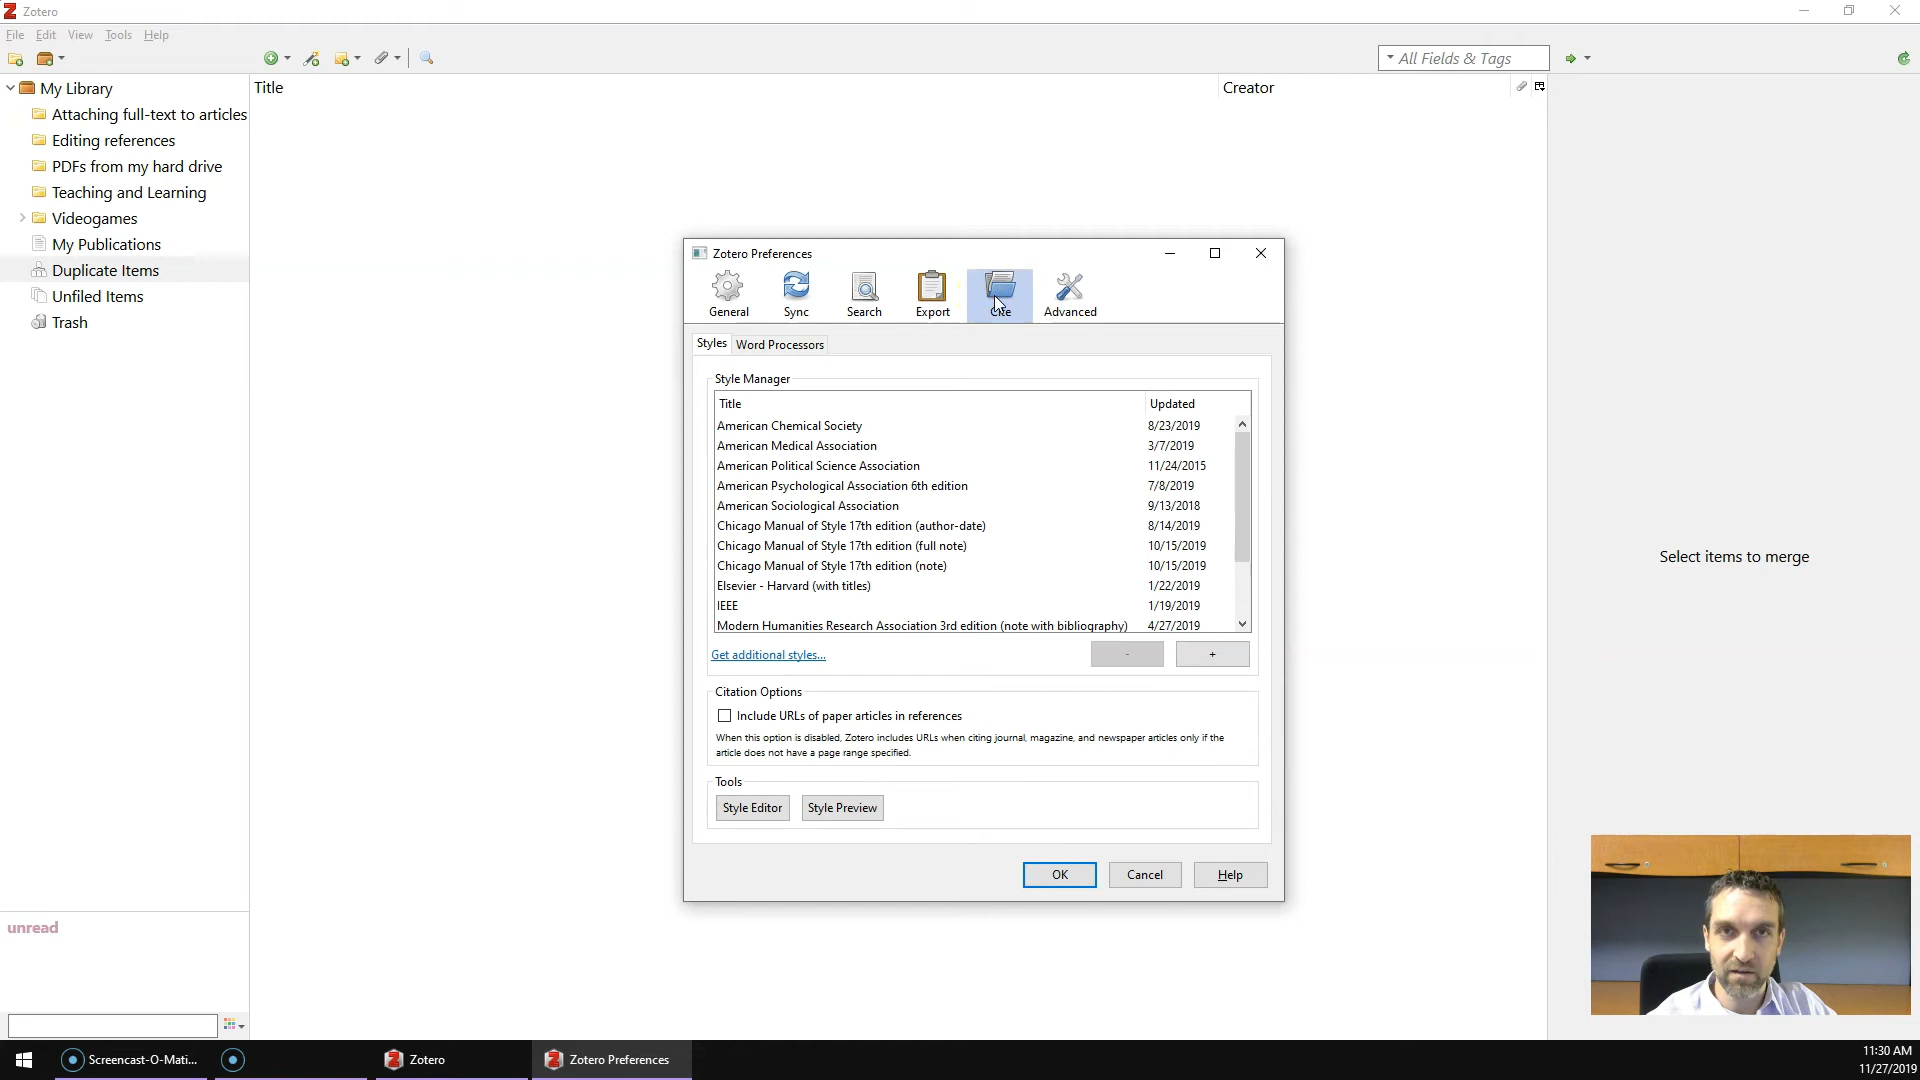 Zotero
File Edit View Tools Help
All Fields & Tags
My Library
Attaching full-text to articles
Editing references
PDFs from my hard drive
Teaching and Learning
Videogames
My Publications
Duplicate Items
Unfiled Items
Trash
Title Creator
Zotero Preferences
General Sync Search Export Cite Advanced
Styles Word Processors
Style Manager
Title Updated
American Chemical Society 8/23/2019
American Medical Association 3/7/2019
American Political Science Association 11/24/2015
American Psychological Association 6th edition 7/8/2019
American Sociological Association 9/13/2018
Chicago Manual of Style 17th edition (author-date) 8/14/2019
Chicago Manual of Style 17th edition (full note) 10/15/2019
Chicago Manual of Style 17th edition (note) 10/15/2019
Elsevier - Harvard (with titles) 1/22/2019
IEEE 1/19/2019
Modern Humanities Research Association 3rd edition (note with bibliography) 4/27/2019
Get additional styles... - +
Citation Options
Include URLs of paper articles in references
When this option is disabled, Zotero includes URLs when citing journal, magazine, and newspaper articles only if the
article does not have a page range specified.
Tools
Style Editor Style Preview
OK Cancel Help
Select items to merge
unread
Screencast-O-Mati... Zotero Zotero Preferences
11:30 AM
11/27/2019